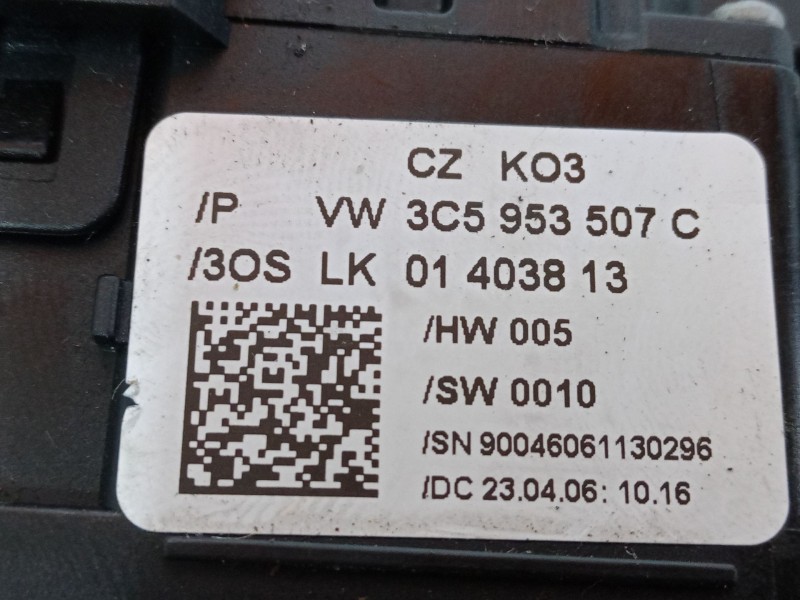 CZ KO3
/P VW 3C5 953 507 C
/3OS LK 01 4038 13
/HW 005
/SW 0010
/SN 90046061130296
/DC 23.04.06: 10.16